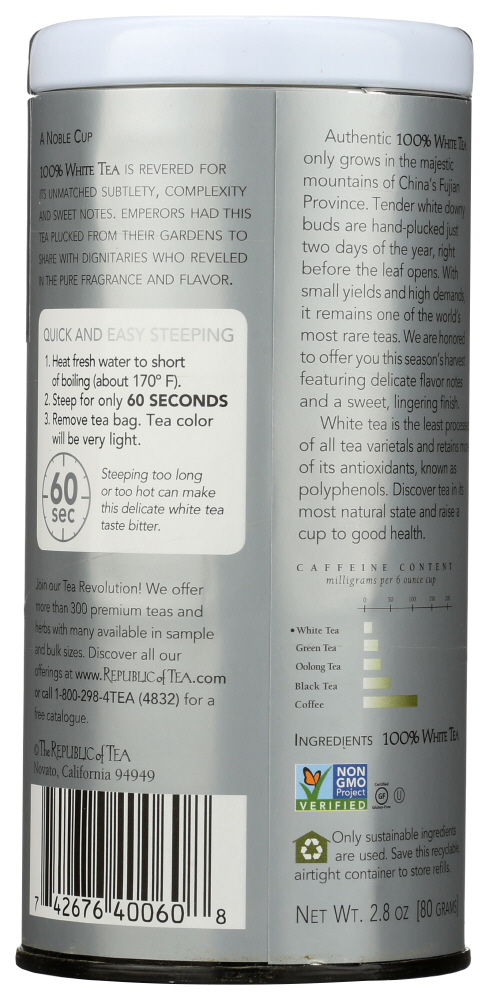 A NOBLE CUP
100% WHITE TEA IS REVERED FOR
ITS UNMATCHED SUBTLETY, COMPLEXITY
AND SWEET NOTES. EMPERORS HAD THIS
TEA PLUCKED FROM THEIR GARDENS TO
SHARE WITH DIGNITARIES WHO REVELED
IN THE PURE FRAGRANCE AND FLAVOR.
QUICK AND EASY STEEPING
1. Heat fresh water to short
of boiling (about 170° F).
2. Steep for only 60 SECONDS
3. Remove tea bag. Tea color
will be very light.
60
sec
Steeping too long
or too hot can make
this delicate white tea
taste bitter.
Join our Tea Revolution! We offer
more than 300 premium teas and
herbs with many available in sample
and bulk sizes. Discover all our
offerings at www.REPUBLIC of TEA.com
or call 1-800-298-4TEA (4832) for a
free catalogue.
© The REPUBLIC of TEA
Novato, California 94949
7 42676 40060 8
Authentic 100% WHITE TEA
only grows in the majestic
mountains of China's Fujian
Province. Tender white downy
buds are hand-plucked just
two days of the year, right
before the leaf opens. With
small yields and high demands,
it remains one of the world's
most rare teas. We are honored
to offer you this season's harvest
featuring delicate flavor notes
and a sweet, lingering finish.
White tea is the least
of all tea varietals and retains
of its antioxidants, known as
polyphenols. Discover tea in its
most natural state and raise a
cup to good health.
CAFFEINE CONTENT
milligrams per 6 ounce cup
0 50 100 150 200
• White Tea
Green Tea
Oolong Tea
Black Tea
Coffee
INGREDIENTS 100% WHITE TEA
NON
GMO
Project
VERIFIED
Certified
GF
Gluten-Free
U
Only sustainable ingredients
are used. Save this recyclable,
airtight container to store refills.
NET WT. 2.8 OZ [80 GRAMS]